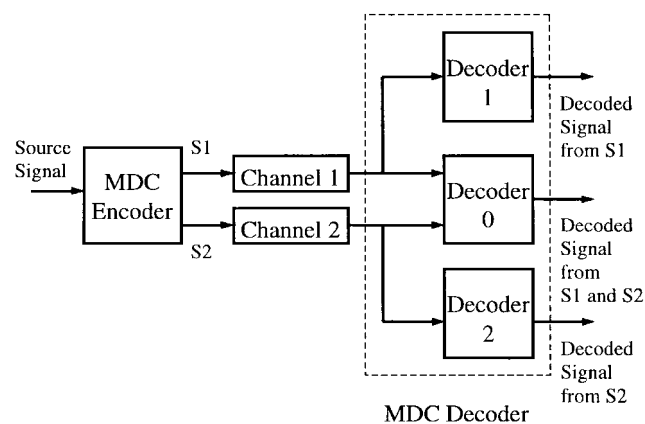 Source
Signal
MDC
Encoder
S1
S2
Channel 1
Channel 2
Decoder
1
Decoder
0
Decoder
2
Decoded
Signal
from S1
Decoded
Signal
from
S1 and S2
Decoded
Signal
from S2
MDC Decoder